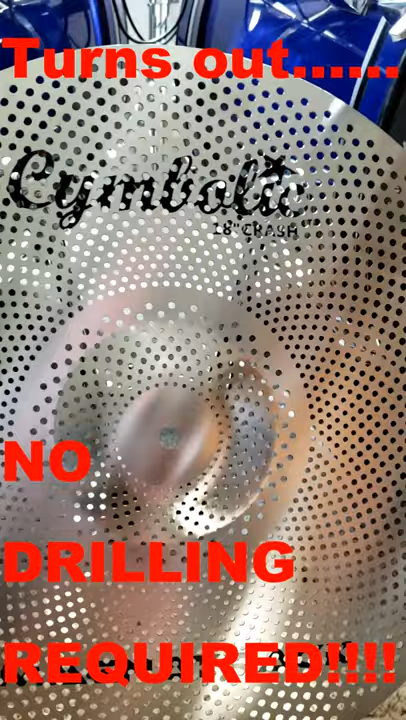 Turns out......
Cymbolic
18" CRASH
NO
DRILLING
REQUIRED!!!!